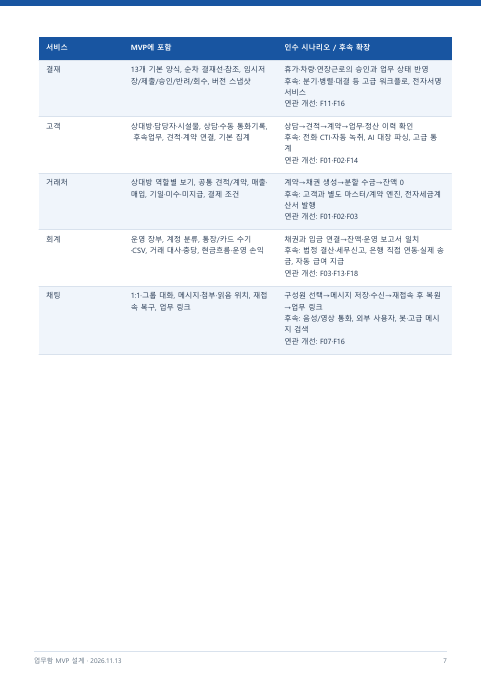 서비스 MVP에 포함 인수 시나리오 / 후속 확장
결재 13개 기본 양식, 순차 결재선·참조, 임시저 휴가·차량·연장근로의 승인과 업무 상태 반영
장/제출/승인/반려/회수, 버전 스냅샷 후속: 분기·병렬·대결 등 고급 워크플로, 전자서명
서비스
연관 개선: F11·F16
고객 상대방·담당자·시설물, 상담·수동 통화기록, 상담→견적→계약→업무·정산 이력 확인
후속업무, 견적·계약 연결, 기본 집계 후속: 전화 CTI·자동 녹취, AI 대장 파싱, 고급 통
계
연관 개선: F01·F02·F14
거래처 상대방 역할별 보기, 공통 견적/계약, 매출· 계약→채권 생성→분할 수금→잔액 0
매입, 기일·미수·미지급, 결제 조건 후속: 고객과 별도 마스터/계약 엔진, 전자세금계
산서 발행
연관 개선: F01·F02·F03
회계 운영 장부, 계정 분류, 통장/카드 수기 채권과 입금 연결→잔액·운영 보고서 일치
·CSV, 거래 대사·충당, 현금흐름·운영 손익 후속: 법정 결산·세무신고, 은행 직접 연동·실제 송
금, 자동 급여 지급
연관 개선: F03·F13·F18
채팅 1:1·그룹 대화, 메시지·첨부·읽음 위치, 재접 구성원 선택→메시지 저장·수신→재접속 후 복원
속 복구, 업무 링크 →업무 링크
후속: 음성/영상 통화, 외부 사용자, 봇·고급 메시
지 검색
연관 개선: F07·F16
업무함 MVP 설계 · 2026.11.13 7